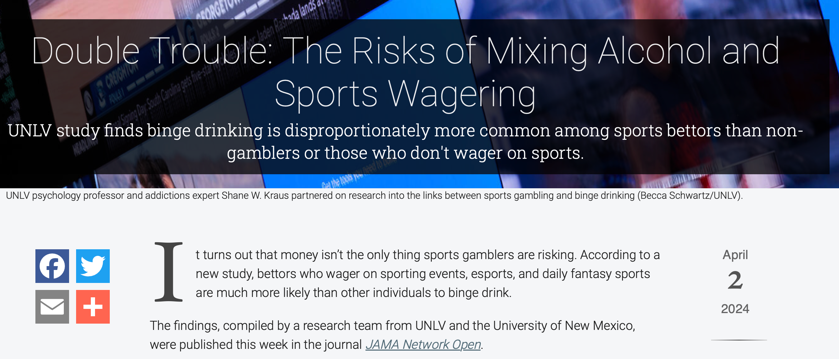 Double Trouble: The Risks of Mixing Alcohol and
Sports Wagering
UNLV study finds binge drinking is disproportionately more common among sports bettors than non-
gamblers or those who don't wager on sports.
UNLV psychology professor and addictions expert Shane W. Kraus partnered on research into the links between sports gambling and binge drinking (Becca Schwartz/UNLV).
It turns out that money isn’t the only thing sports gamblers are risking. According to a
new study, bettors who wager on sporting events, esports, and daily fantasy sports
are much more likely than other individuals to binge drink.
The findings, compiled by a research team from UNLV and the University of New Mexico,
were published this week in the journal JAMA Network Open.
April
2
2024